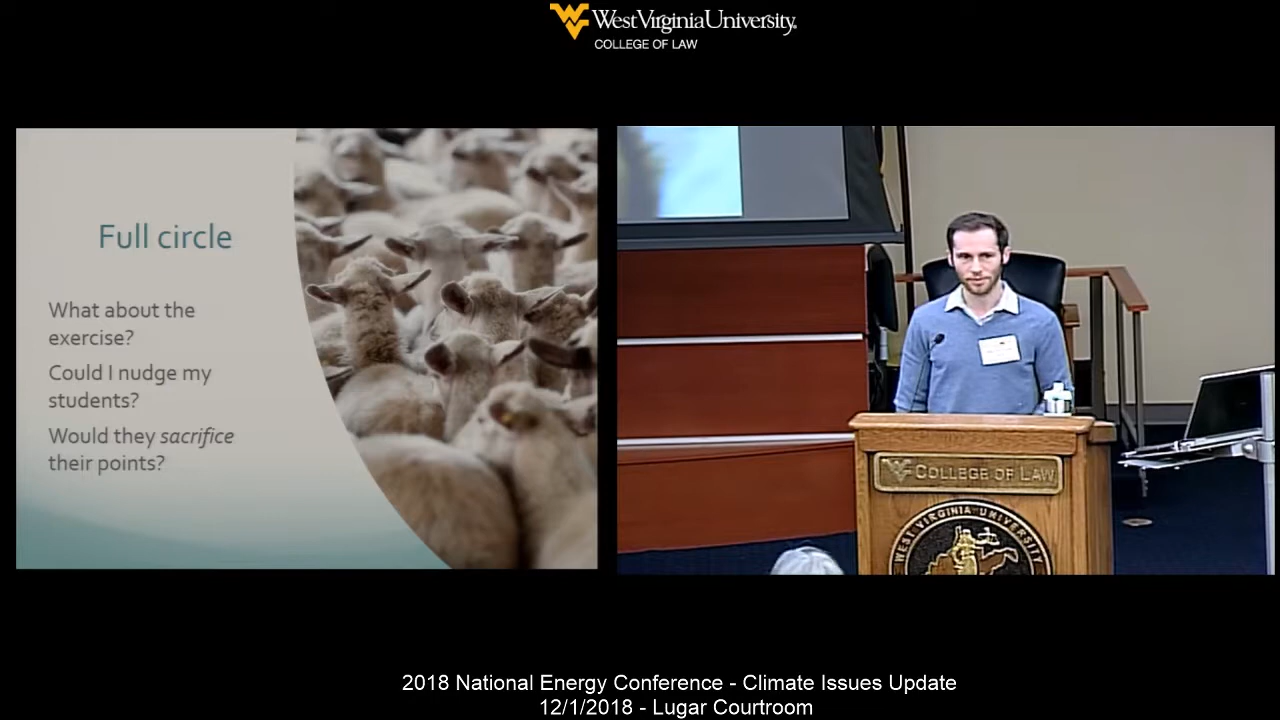 West Virginia University.
COLLEGE OF LAW
Full circle
What about the
exercise?
Could I nudge my
students?
Would they sacrifice
their points?
COLLEGE OF LAW
WEST VIRGINIA UNIVERSITY
2018 National Energy Conference - Climate Issues Update
12/1/2018 - Lugar Courtroom